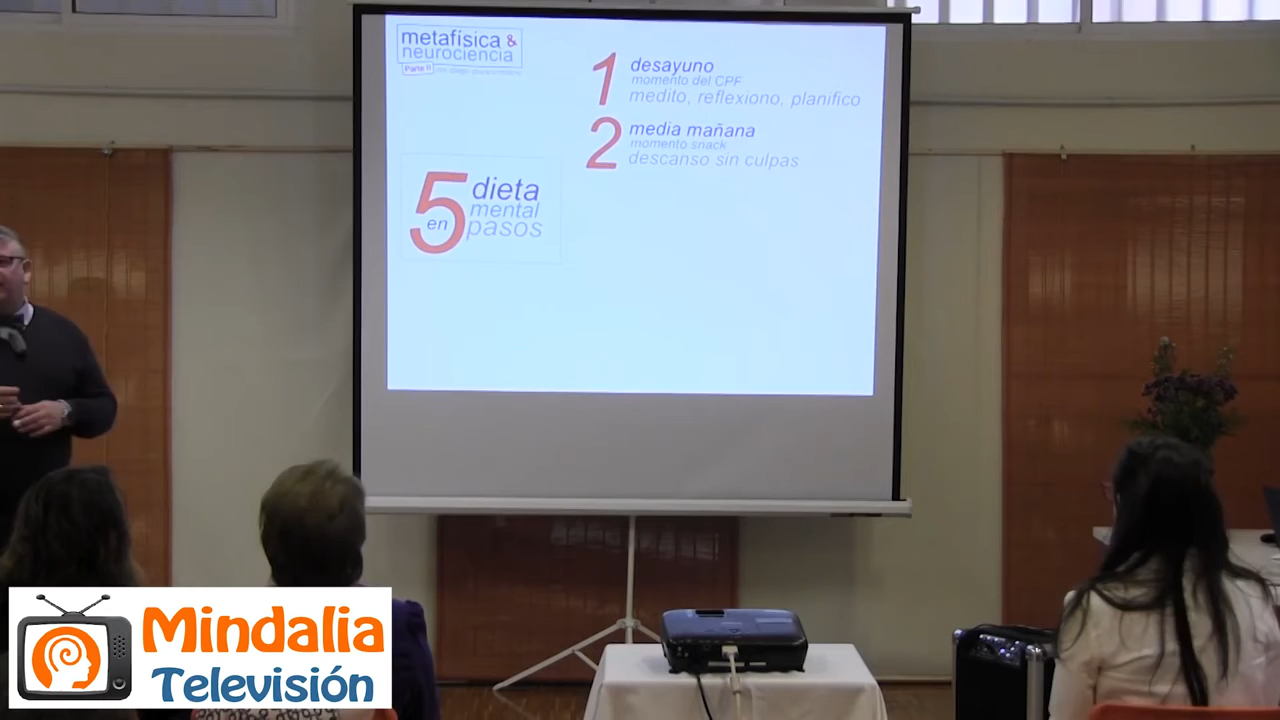 metafísica &
neurociencia
Parte II
1 desayuno
momento del CPF
medito, reflexiono, planifico
2 media mañana
momento snack
descanso sin culpas
5 en
dieta
mental
pasos
Mindalia
Televisión